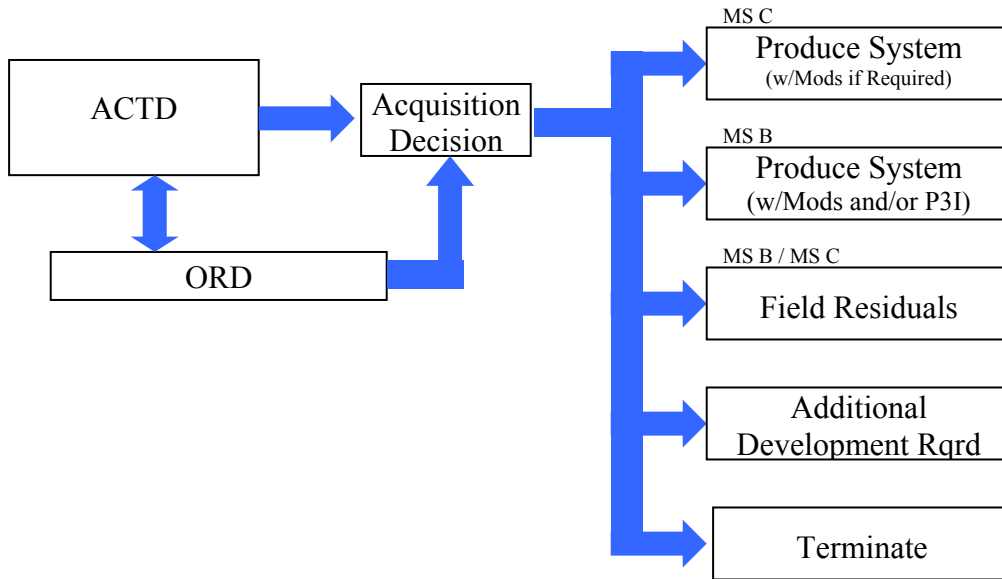 ACTD
ORD
Acquisition
Decision
MS C
Produce System
(w/Mods if Required)
MS B
Produce System
(w/Mods and/or P3I)
MS B / MS C
Field Residuals
Additional
Development Rqrd
Terminate